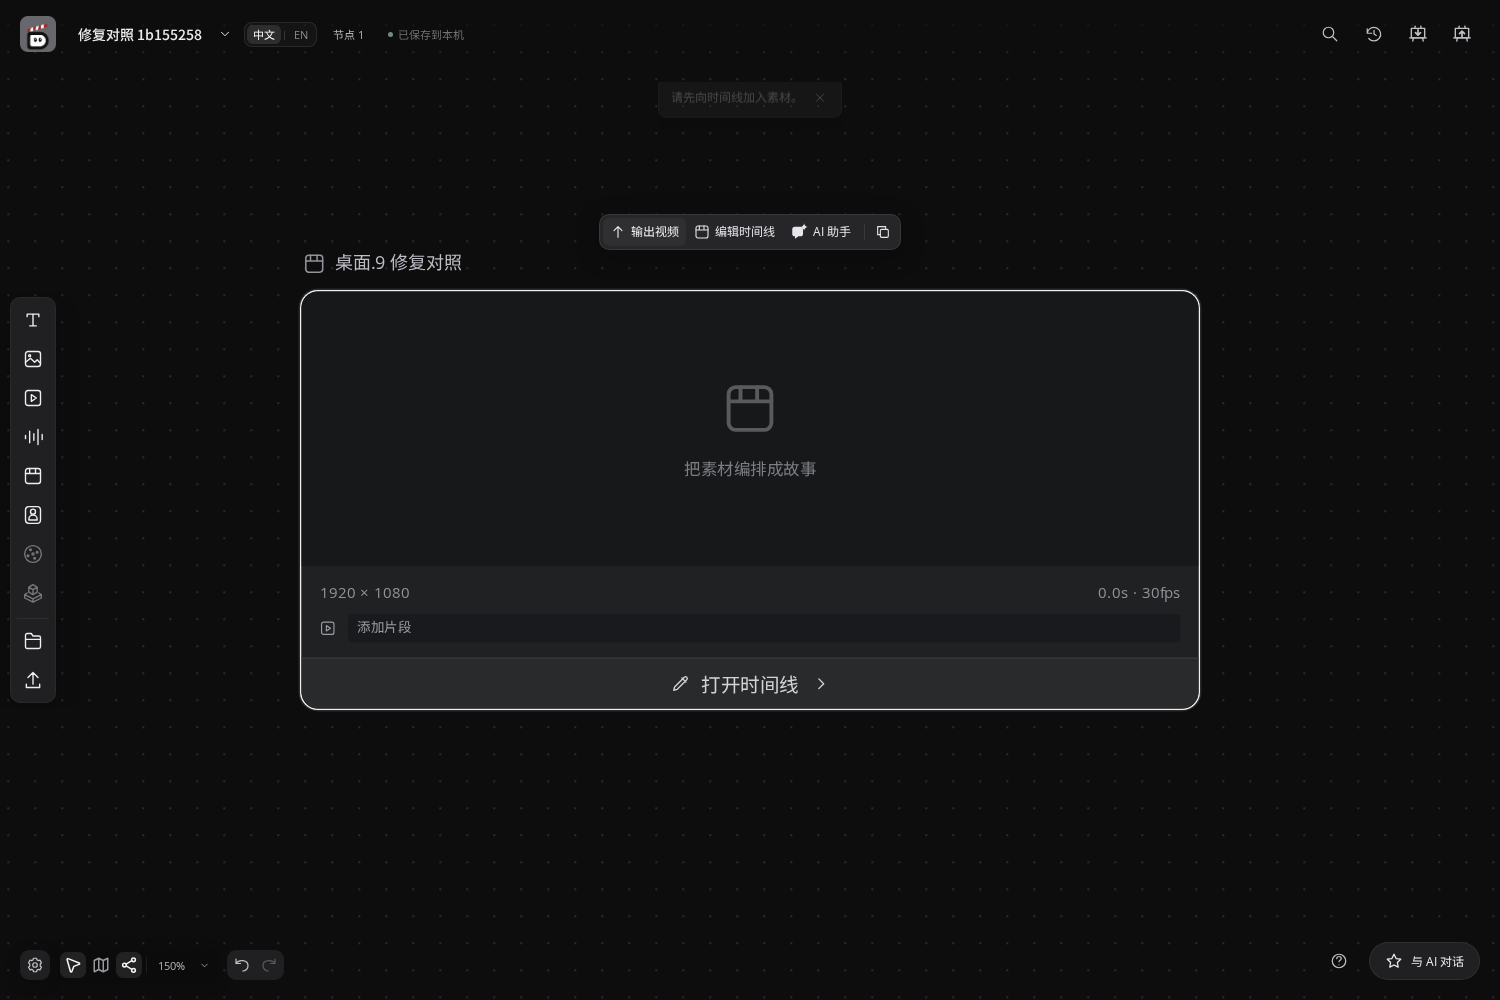 修复对照 1b155258
中文 | EN
节点 1
已保存到本机
请先向时间线加入素材。
输出视频
编辑时间线
AI 助手
桌面.9 修复对照
把素材编排成故事
1920 × 1080
0.0s · 30fps
添加片段
打开时间线
150%
与 AI 对话